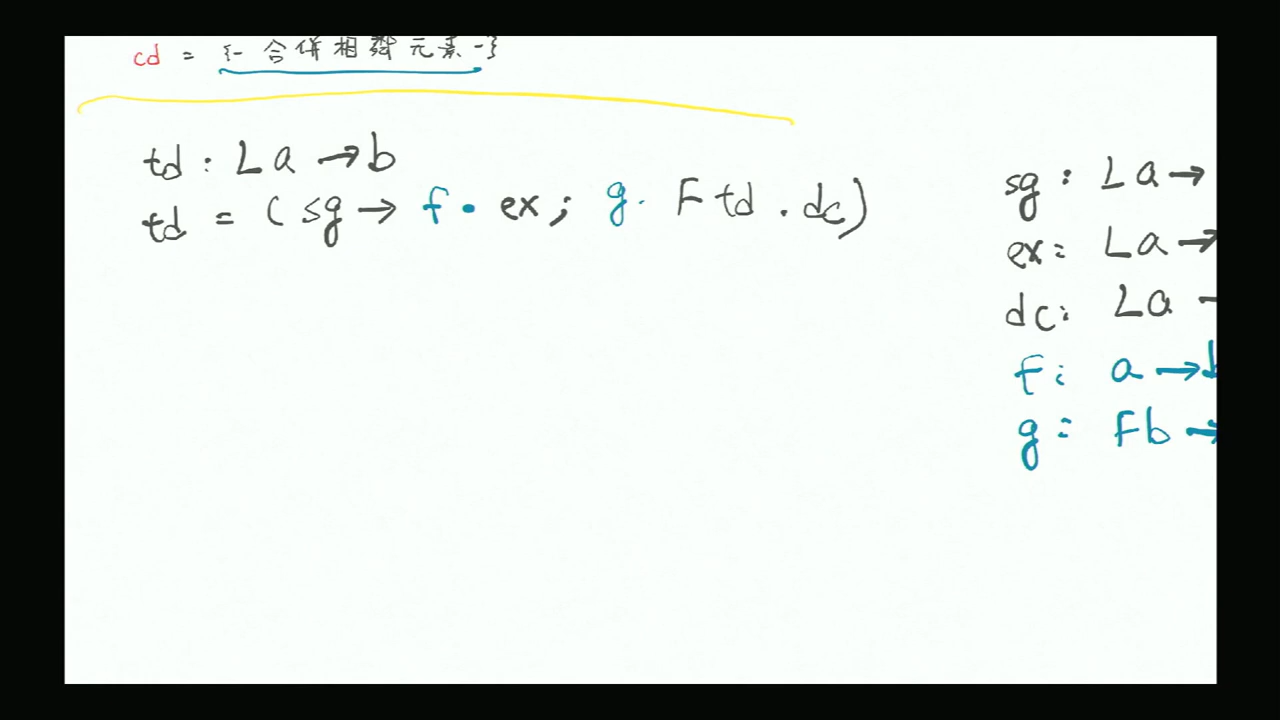 cd = {- 合併相鄰元素 -}
td : La → b
td = ( sg → f · ex ; g · F td . dc )
sg : La →
ex : La →
dc : La
f : a → b
g : Fb →